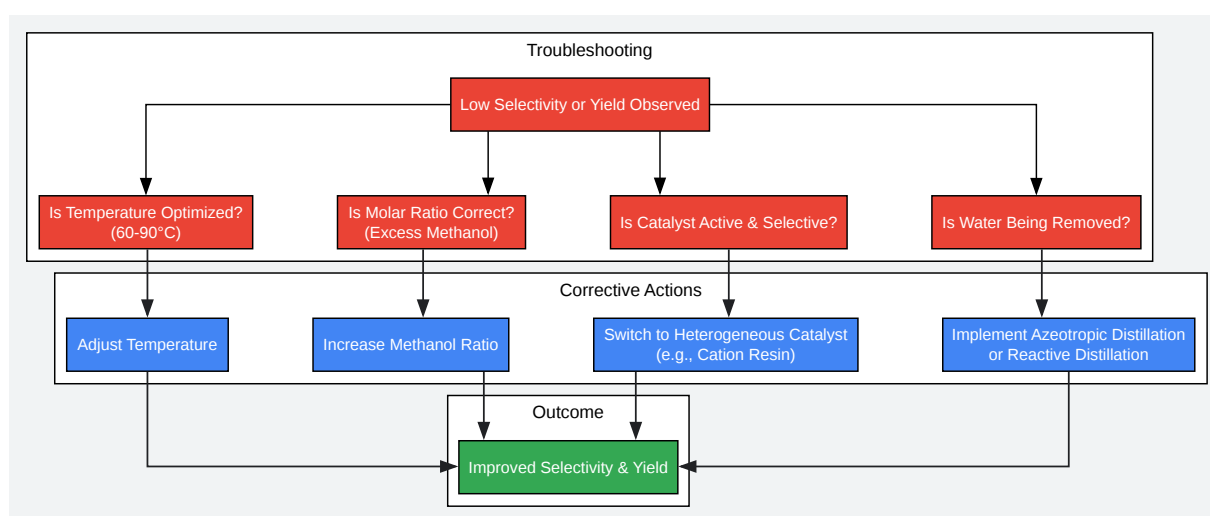 Troubleshooting
Low Selectivity or Yield Observed
Is Temperature Optimized?
(60-90°C)
Is Molar Ratio Correct?
(Excess Methanol)
Is Catalyst Active & Selective?
Is Water Being Removed?
Corrective Actions
Adjust Temperature
Increase Methanol Ratio
Switch to Heterogeneous Catalyst
(e.g., Cation Resin)
Implement Azeotropic Distillation
or Reactive Distillation
Outcome
Improved Selectivity & Yield